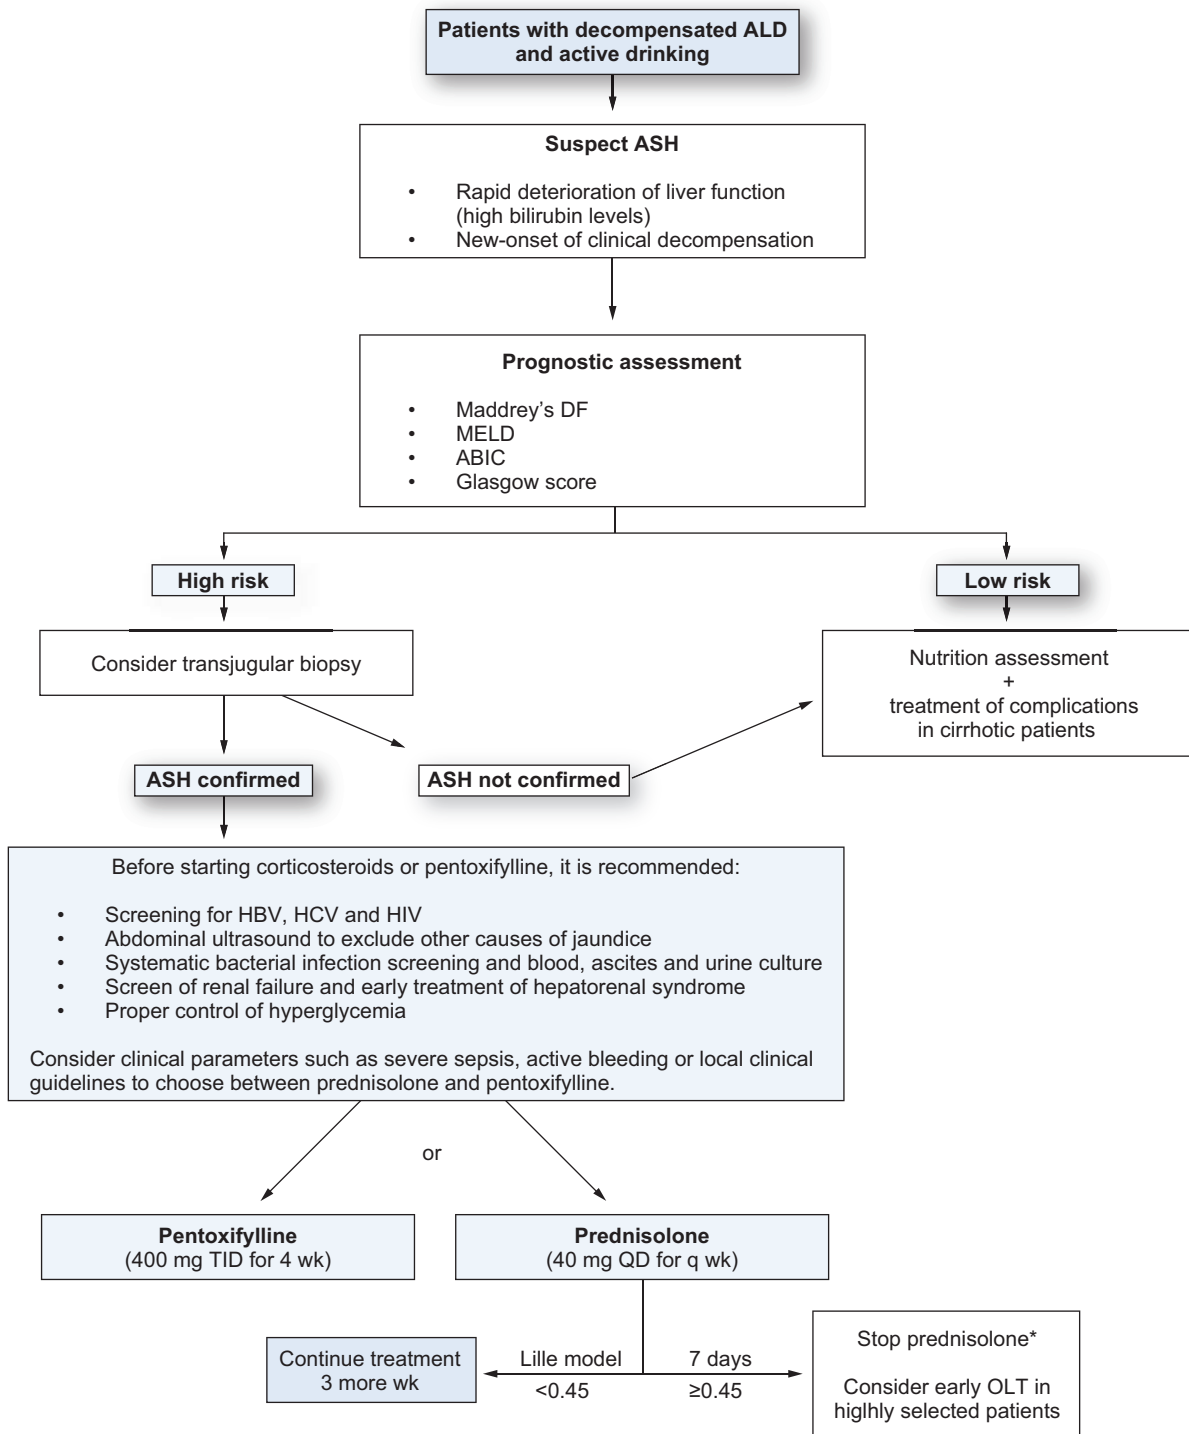 Patients with decompensated ALD
and active drinking
Suspect ASH
• Rapid deterioration of liver function
(high bilirubin levels)
• New-onset of clinical decompensation
Prognostic assessment
• Maddrey's DF
• MELD
• ABIC
• Glasgow score
High risk
Low risk
Consider transjugular biopsy
Nutrition assessment
+
treatment of complications
in cirrhotic patients
ASH confirmed
ASH not confirmed
Before starting corticosteroids or pentoxifylline, it is recommended:
• Screening for HBV, HCV and HIV
• Abdominal ultrasound to exclude other causes of jaundice
• Systematic bacterial infection screening and blood, ascites and urine culture
• Screen of renal failure and early treatment of hepatorenal syndrome
• Proper control of hyperglycemia
Consider clinical parameters such as severe sepsis, active bleeding or local clinical
guidelines to choose between prednisolone and pentoxifylline.
or
Pentoxifylline
(400 mg TID for 4 wk)
Prednisolone
(40 mg QD for q wk)
Continue treatment
3 more wk
Lille model
<0.45
7 days
≥0.45
Stop prednisolone*
Consider early OLT in
higlhly selected patients